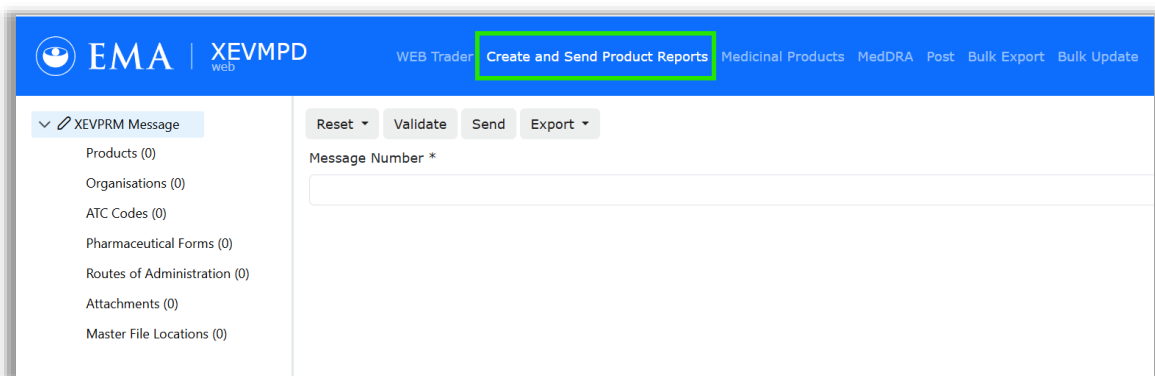 EMA XEVMPD
web
WEB Trader Create and Send Product Reports Medicinal Products MedDRA Post Bulk Export Bulk Update
XEVPRM Message
Products (0)
Organisations (0)
ATC Codes (0)
Pharmaceutical Forms (0)
Routes of Administration (0)
Attachments (0)
Master File Locations (0)
Reset Validate Send Export
Message Number *